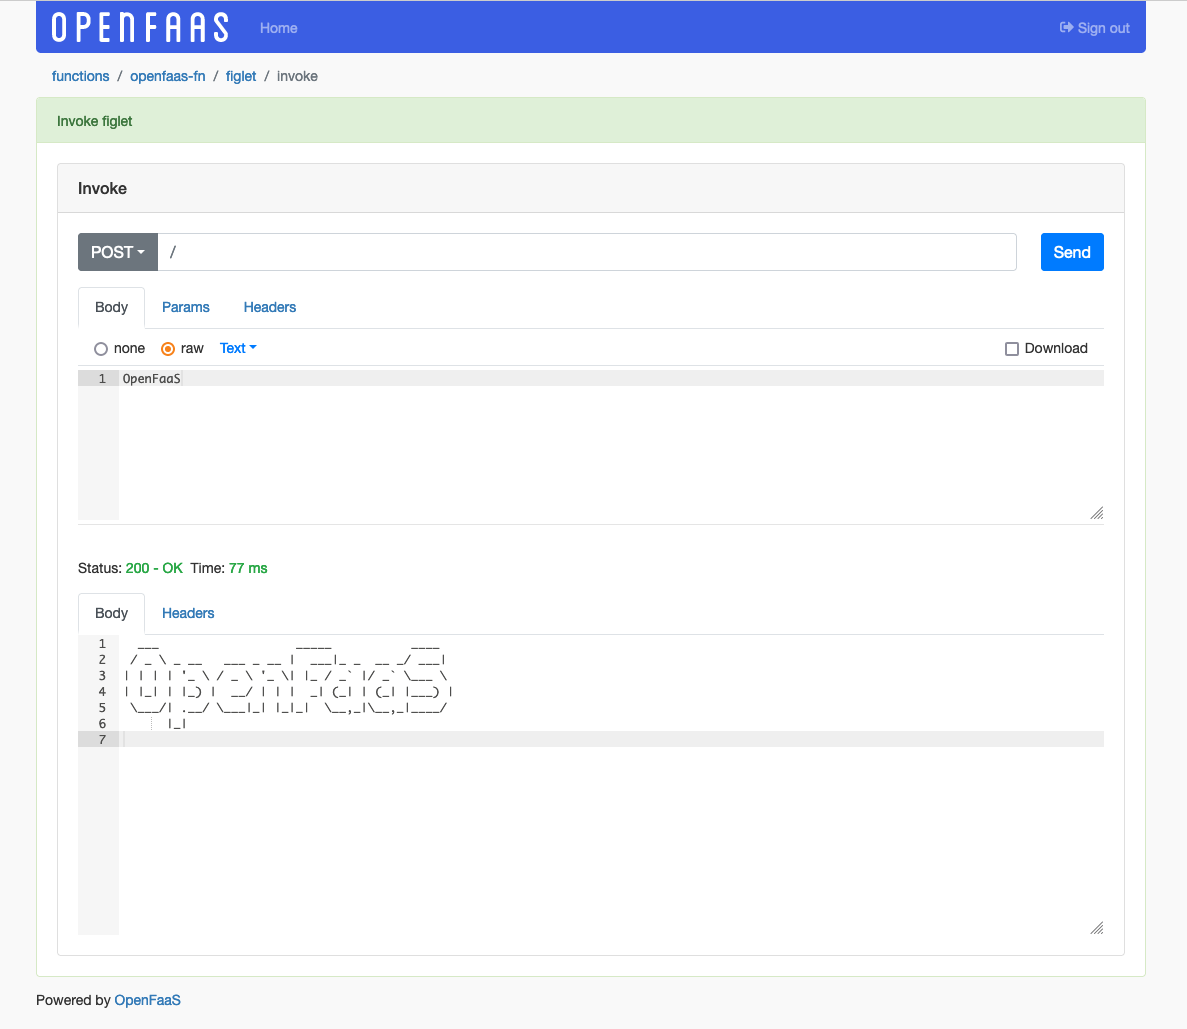 OPENFAAS Home Sign out
functions / openfaas-fn / figlet / invoke
Invoke figlet
Invoke
POST / Send
Body Params Headers
none raw Text Download
1 OpenFaaS
Status: 200 - OK Time: 77 ms
Body Headers
1   ___                   _____           ____
2  / _ \ _ __   ___ _ __ |  ___|_ _  __ _/ ___|
3 | | | | '_ \ / _ \ '_ \| |_ / _` |/ _` \___ \
4 | |_| | |_) |  __/ | | |  _| (_| | (_| |___) |
5  \___/| .__/ \___|_| |_|_|  \__,_|\__,_|____/
6       |_|
7
Powered by OpenFaaS